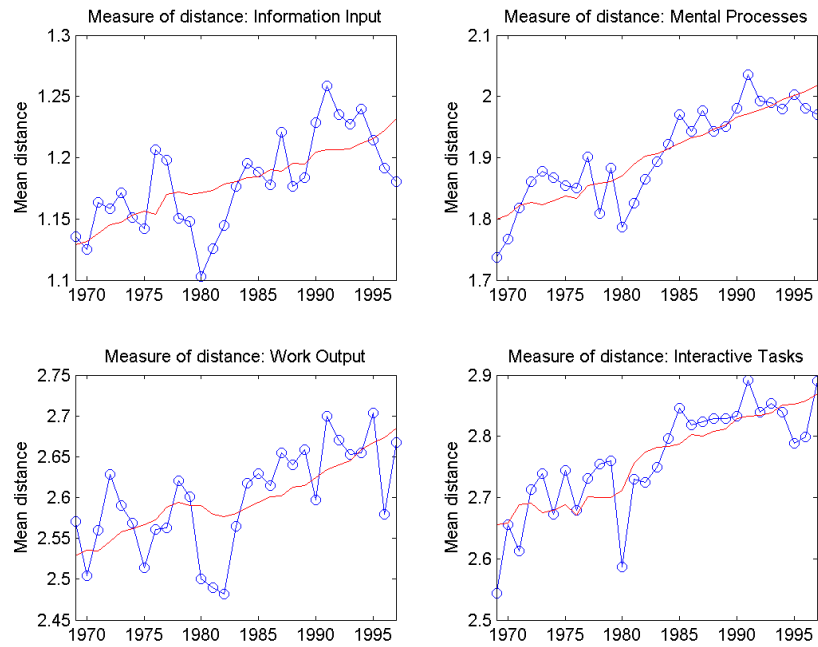 Measure of distance: Information Input
Mean distance
1.3
1.25
1.2
1.15
1.1
1970 1975 1980 1985 1990 1995
Measure of distance: Mental Processes
Mean distance
2.1
2
1.9
1.8
1.7
1970 1975 1980 1985 1990 1995
Measure of distance: Work Output
Mean distance
2.75
2.7
2.65
2.6
2.55
2.5
2.45
1970 1975 1980 1985 1990 1995
Measure of distance: Interactive Tasks
Mean distance
2.9
2.8
2.7
2.6
2.5
1970 1975 1980 1985 1990 1995